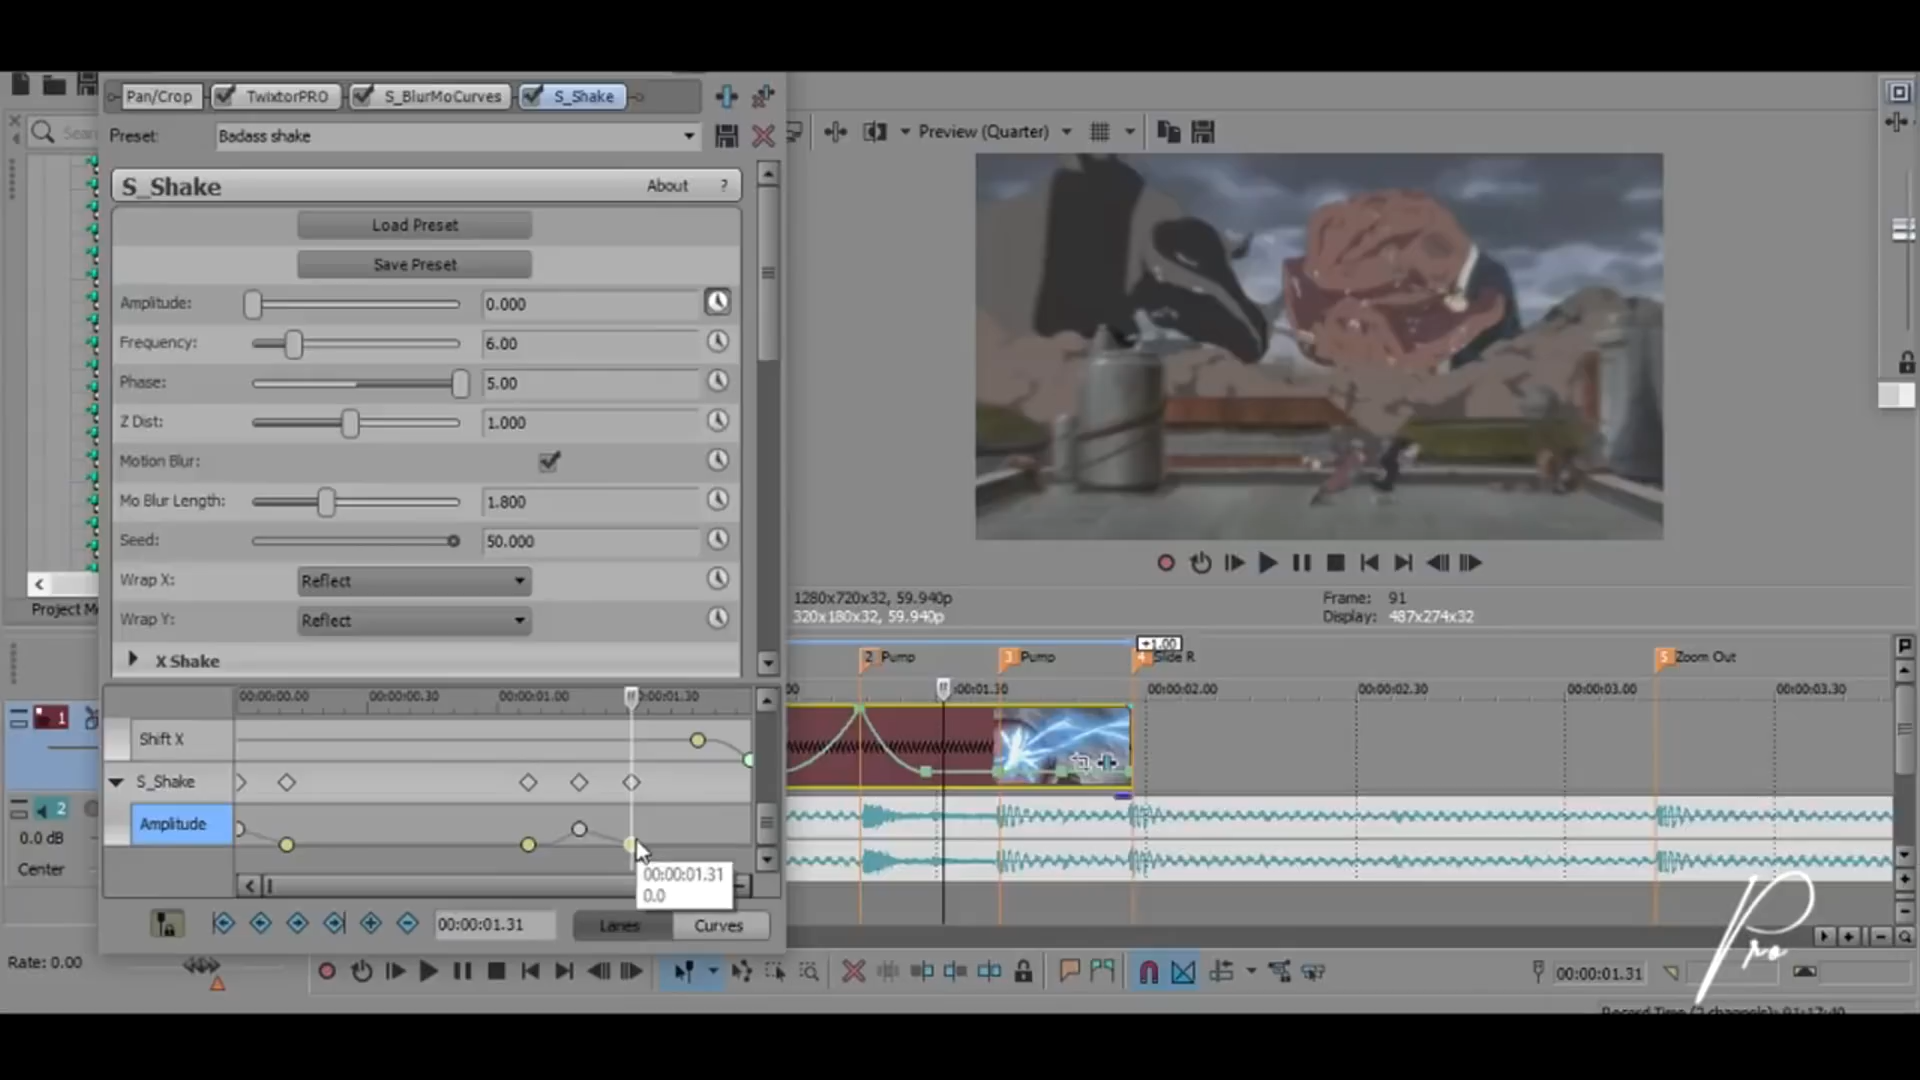 Pan/Crop TwixtorPRO S_BlurMoCurves S_Shake
Preset: Badass shake
Preview (Quarter)
S_Shake About ?
Load Preset
Save Preset
Amplitude: 0.000
Frequency: 6.00
Phase: 5.00
Z Dist: 1.000
Motion Blur:
Mo Blur Length: 1.800
Seed: 50.000
Wrap X: Reflect
Wrap Y: Reflect
X Shake
Project M
1280x720x32, 59.940p
320x180x32, 59.940p
Frame: 91
Display: 487x274x32
+1.00
2 Pump 3 Pump 4 Slide R 5 Zoom Out
00:00:00.00 00:00:00.30 00:00:01.00 0:00:01.30
:00:01.30 00:00:02.00 00:00:02.30 00:00:03.00 00:00:03.30
1
Shift X
S_Shake
2
Amplitude
0.0 dB
Center
00:00:01.31
0.0
00:00:01.31 Lanes Curves
Rate: 0.00
00:00:01.31
Pro